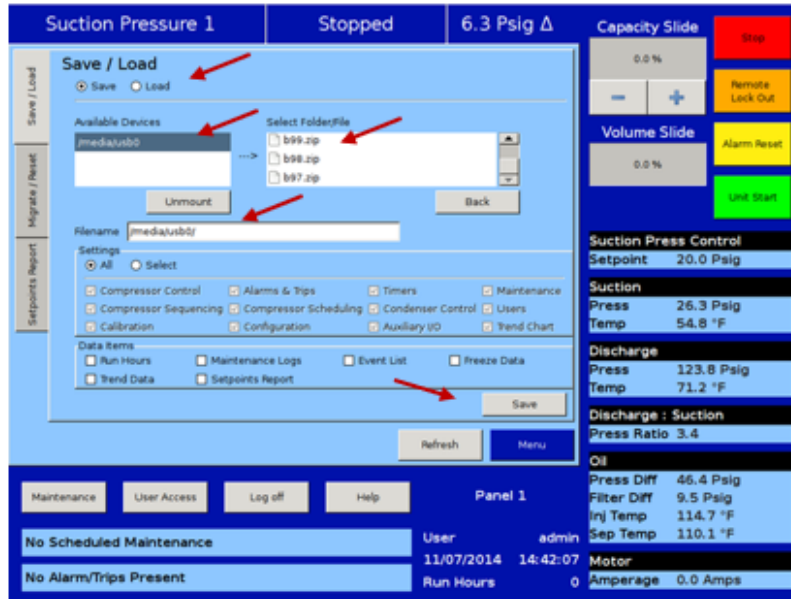 Suction Pressure 1 Stopped 6.3 Psig Δ
Save / Load
Migrate / Reset
Setpoints Report
Save / Load
Save Load
Available Devices Select Folder/File
/media/usb0 ---> b99.zip
b98.zip
b97.zip
Unmount Back
Filename /media/usb0/
Settings
All Select
Compressor Control Alarms & Trips Timers Maintenance
Compressor Sequencing Compressor Scheduling Condenser Control Users
Calibration Configuration Auxiliary I/O Trend Chart
Data Items
Run Hours Maintenance Logs Event List Freeze Data
Trend Data Setpoints Report
Save
Refresh Menu
Maintenance User Access Log off Help Panel 1
No Scheduled Maintenance
No Alarm/Trips Present
User admin
11/07/2014 14:42:07
Run Hours 0
Capacity Slide
0.0 %
− +
Volume Slide
0.0 %
Stop
Remote
Lock Out
Alarm Reset
Unit Start
Suction Press Control
Setpoint 20.0 Psig
Suction
Press 26.3 Psig
Temp 54.8 °F
Discharge
Press 123.8 Psig
Temp 71.2 °F
Discharge : Suction
Press Ratio 3.4
Oil
Press Diff 46.4 Psig
Filter Diff 9.5 Psig
Inj Temp 114.7 °F
Sep Temp 110.1 °F
Motor
Amperage 0.0 Amps